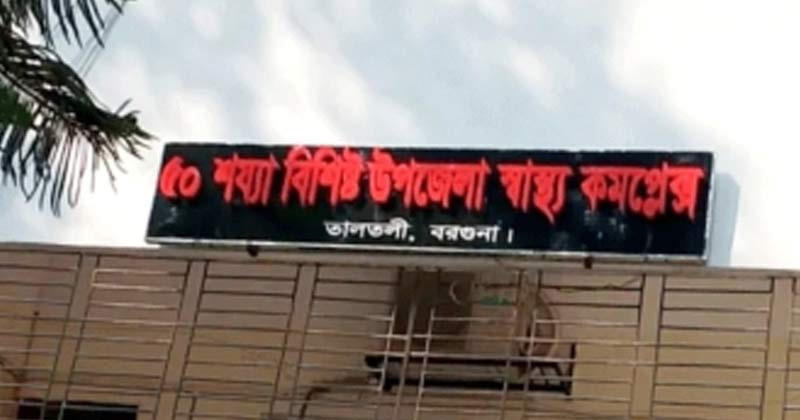 ৫০ শয্যা বিশিষ্ট উপজেলা স্বাস্থ্য কমপ্লেক্স
তালতলী, বরগুনা।